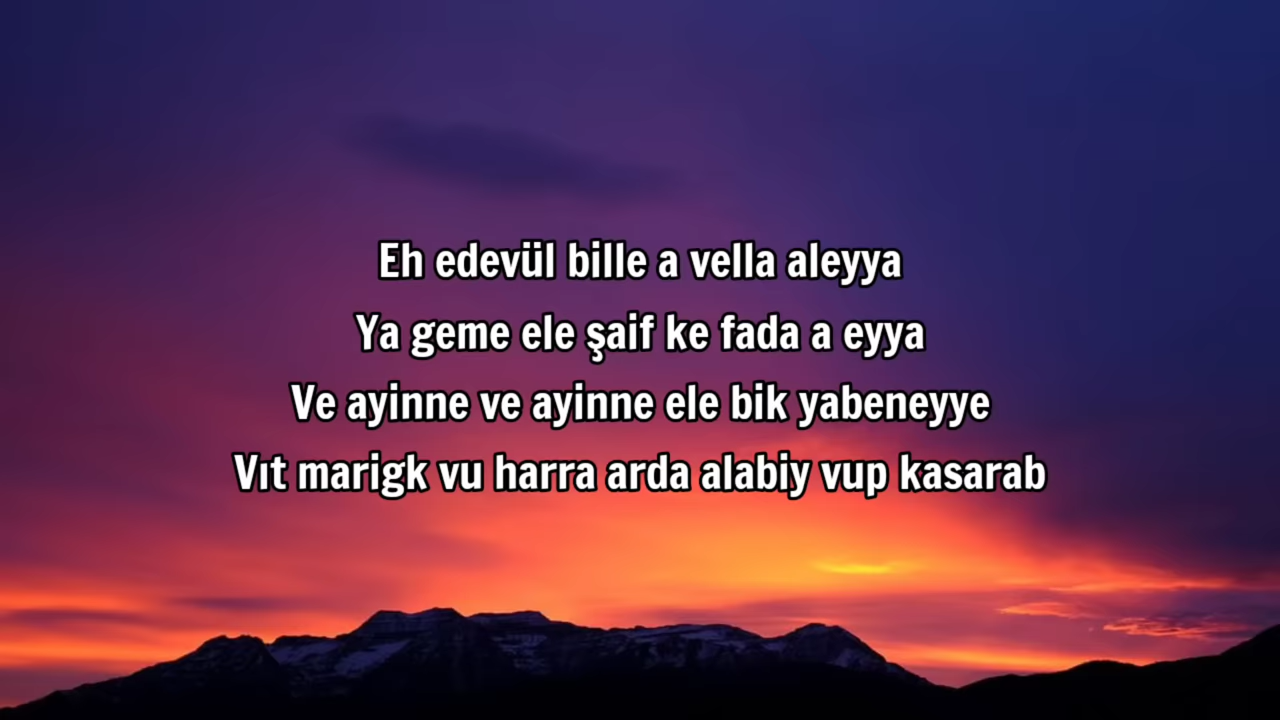 Eh edevül bille a vella aleyya
Ya geme ele şaif ke fada a eyya
Ve ayinne ve ayinne ele bik yabeneyye
Vıt marigk vu harra arda alabiy vup kasarab